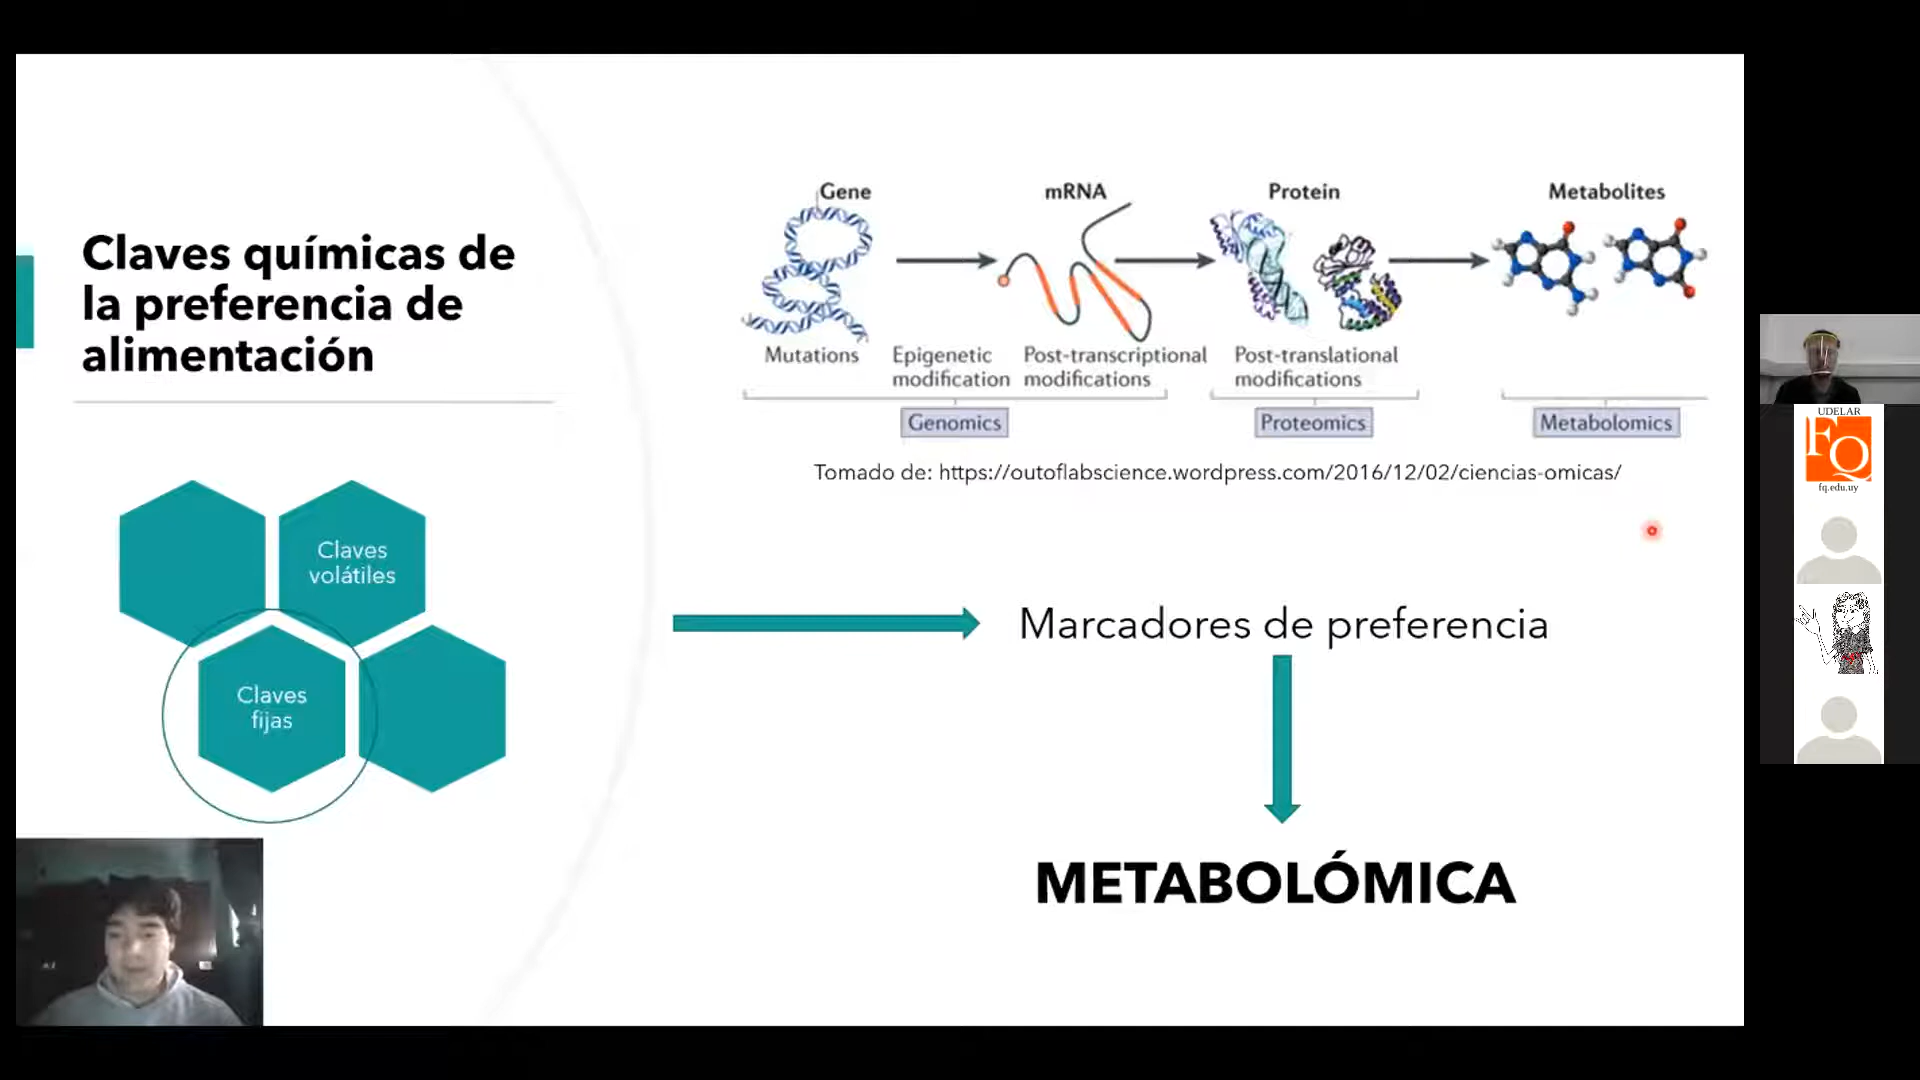 Claves químicas de
la preferencia de
alimentación
Claves
volátiles
Claves
fijas
Gene
mRNA
Protein
Metabolites
Mutations
Epigenetic
modification
Post-transcriptional
modifications
Post-translational
modifications
Genomics
Proteomics
Metabolomics
Tomado de: https://outoflabscience.wordpress.com/2016/12/02/ciencias-omicas/
Marcadores de preferencia
METABOLÓMICA
UDELAR
FQ
fq.edu.uy